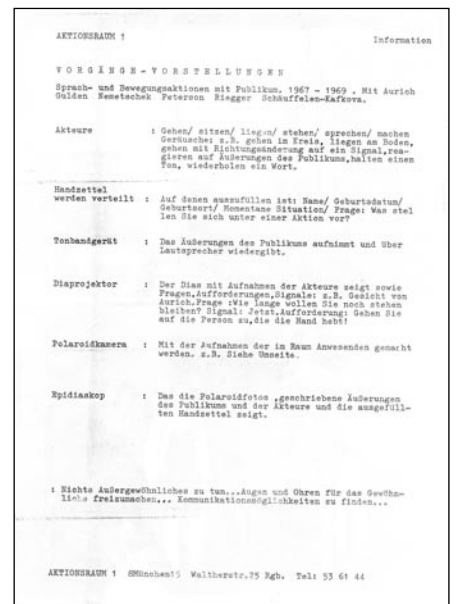 AKTIONSRAUM 1
Information
VORGÄNGE-VORSTELLUNGEN
Sprach- und Bewegungsaktionen mit Publikum. 1967 - 1969 . Mit Aurich
Gulden Nemetschek Peterson Riegger Schäuffelen-Kafkova.
Akteure : Gehen/ sitzen/ liegen/ stehen/ sprechen/ machen
Geräusche: z.B. gehen im Kreis, liegen am Boden,
gehen mit Richtungsänderung auf ein Signal,rea-
gieren auf Äußerungen des Publikums,halten einen
Ton, wiederholen ein Wort.
Handzettel
werden verteilt : Auf denen auszufüllen ist: Name/ Geburtsdatum/
Geburtsort/ Momentane Situation/ Frage: Was stel
len Sie sich unter einer Aktion vor?
Tonbandgerät : Das Äußerungen des Publikums aufnimmt und über
Lautsprecher wiedergibt.
Diaprojektor : Der Dias mit Aufnahmen der Akteure zeigt sowie
Fragen,Aufforderungen,Signale: z.B. Gesicht von
Aurich.Frage :Wie lange wollen Sie noch stehen
bleiben? Signal: Jetzt.Aufforderung: Gehen Sie
auf die Person zu,die die Hand hebt!
Polaroidkamera : Mit der Aufnahmen der im Raum Anwesenden gemacht
werden. z.B. Siehe Umseite.
Epidiaskop : Das die Polaroidfotos ,geschriebene Äußerungen
des Publikums und der Akteure und die ausgefüll-
ten Handzettel zeigt.
: Nichts Außergewöhnliches zu tun...Augen und Ohren für das Gewöhn-
liche freizumachen... Kommunikationsmöglichkeiten zu finden...
AKTIONSRAUM 1 8München15 Waltherstr.25 Rgb. Tel: 53 61 44